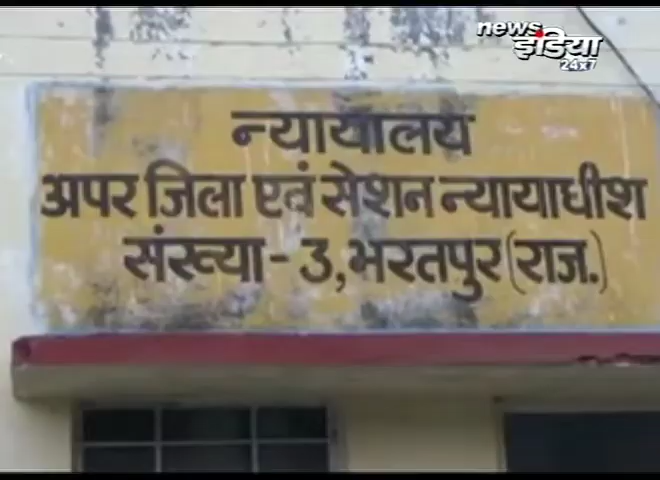 news
इंडिया
24x7
न्यायालय
अपर जिला एवं सेशन न्यायाधीश
संख्या - 3, भरतपुर (राज.)